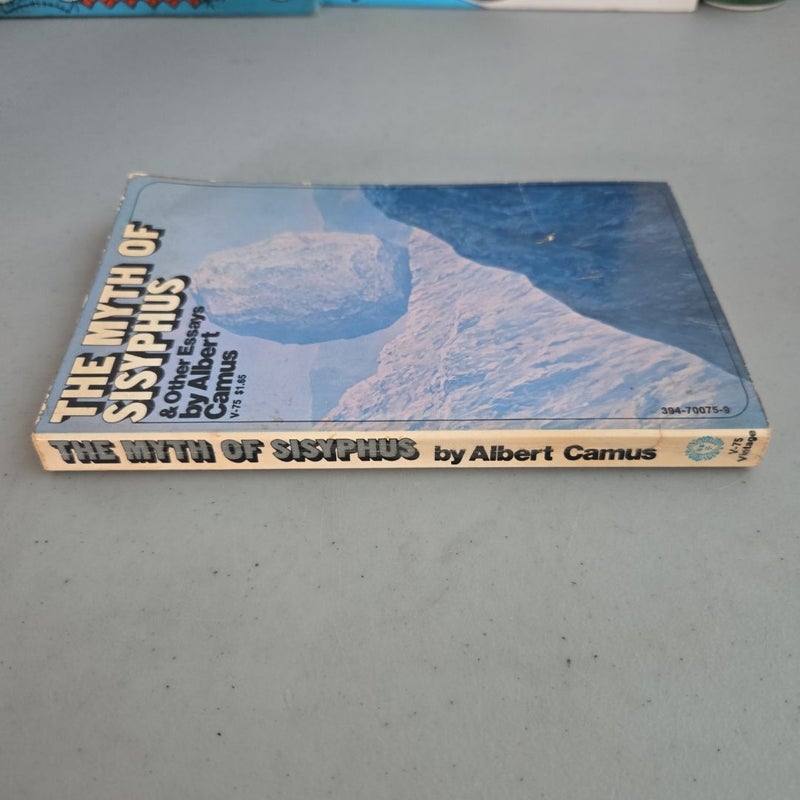 THE MYTH OF
SISYPHUS
& Other Essays
by Albert
Camus
V-75 $1.65
394-70075-9
THE MYTH OF SISYPHUS by Albert Camus
V-75
Vintage